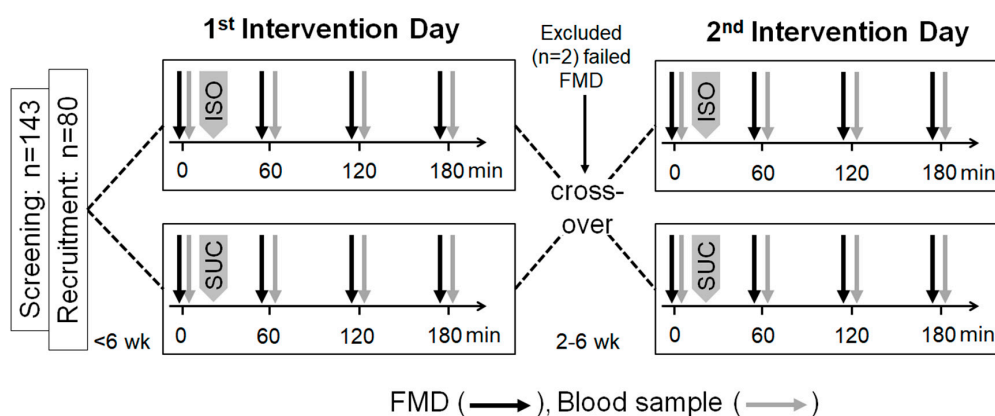 1st Intervention Day
Excluded
(n=2) failed
FMD
2nd Intervention Day
Screening: n=143
Recruitment: n=80
ISO
0 60 120 180 min
SUC
0 60 120 180 min
<6 wk
cross-
over
2-6 wk
ISO
0 60 120 180 min
SUC
0 60 120 180 min
FMD ( ), Blood sample ( )